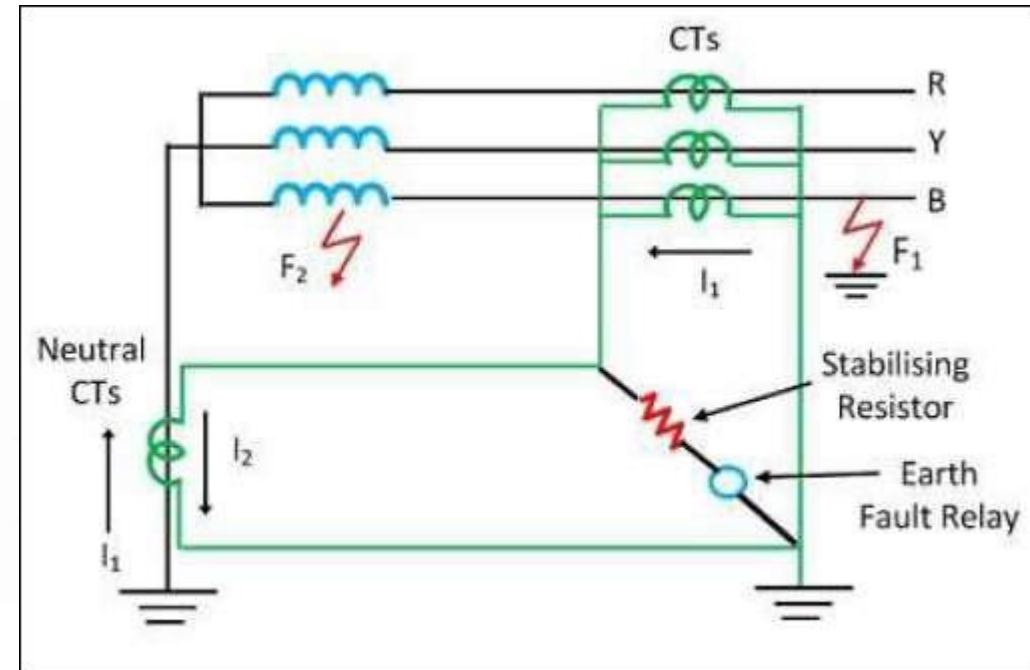 CTs
R
Y
B
F₂
I₁
F₁
Neutral
CTs
I₂
I₁
Stabilising
Resistor
Earth
Fault Relay